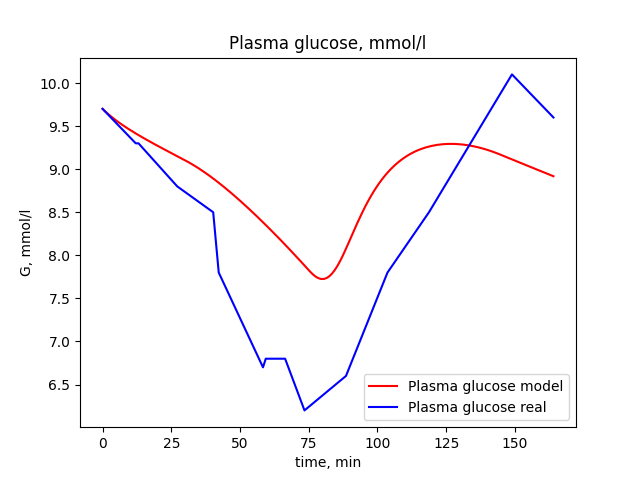 Plasma glucose, mmol/l
10.0
9.5
9.0
8.5
8.0
7.5
7.0
6.5
G, mmol/l
Plasma glucose model
Plasma glucose real
0 25 50 75 100 125 150
time, min